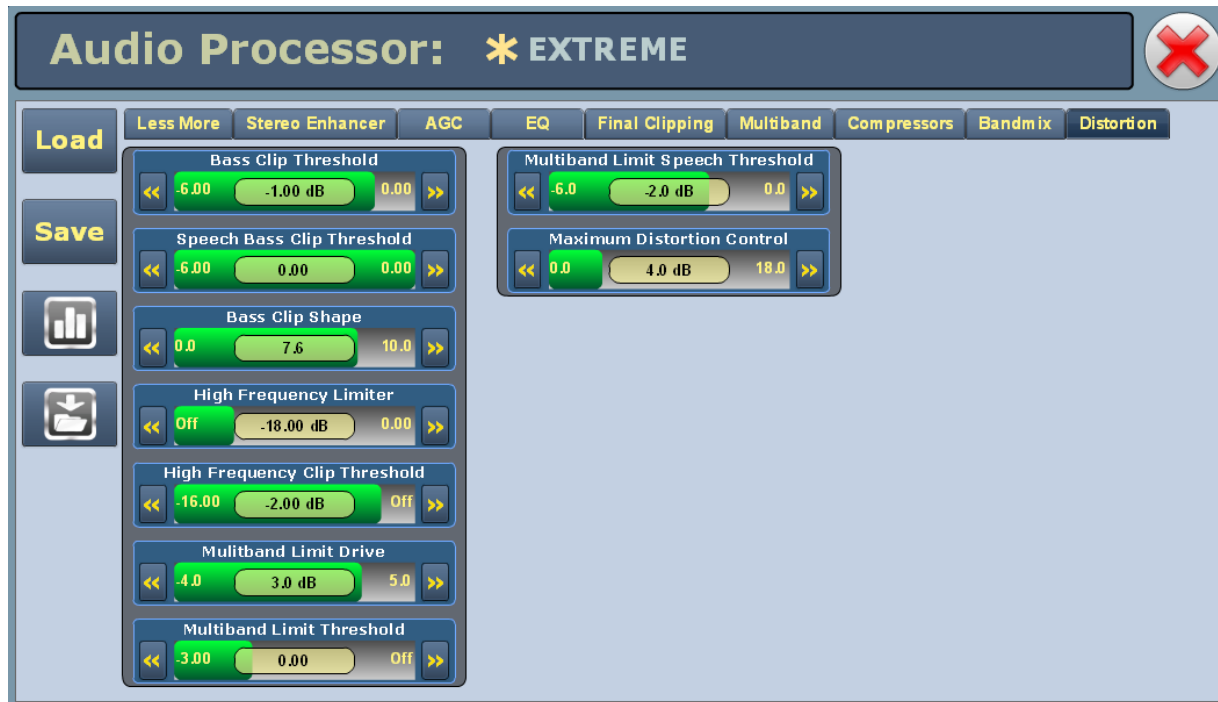 Audio Processor: * EXTREME
Load
Save
Less More Stereo Enhancer AGC EQ Final Clipping Multiband Compressors Bandmix Distortion
Bass Clip Threshold
« -6.00 -1.00 dB 0.00 »
Speech Bass Clip Threshold
« -6.00 0.00 0.00 »
Bass Clip Shape
« 0.0 7.6 10.0 »
High Frequency Limiter
« Off -18.00 dB 0.00 »
High Frequency Clip Threshold
« -16.00 -2.00 dB Off »
Mulitband Limit Drive
« -4.0 3.0 dB 5.0 »
Multiband Limit Threshold
« -3.00 0.00 Off »
Multiband Limit Speech Threshold
« -6.0 -2.0 dB 0.0 »
Maximum Distortion Control
« 0.0 4.0 dB 18.0 »